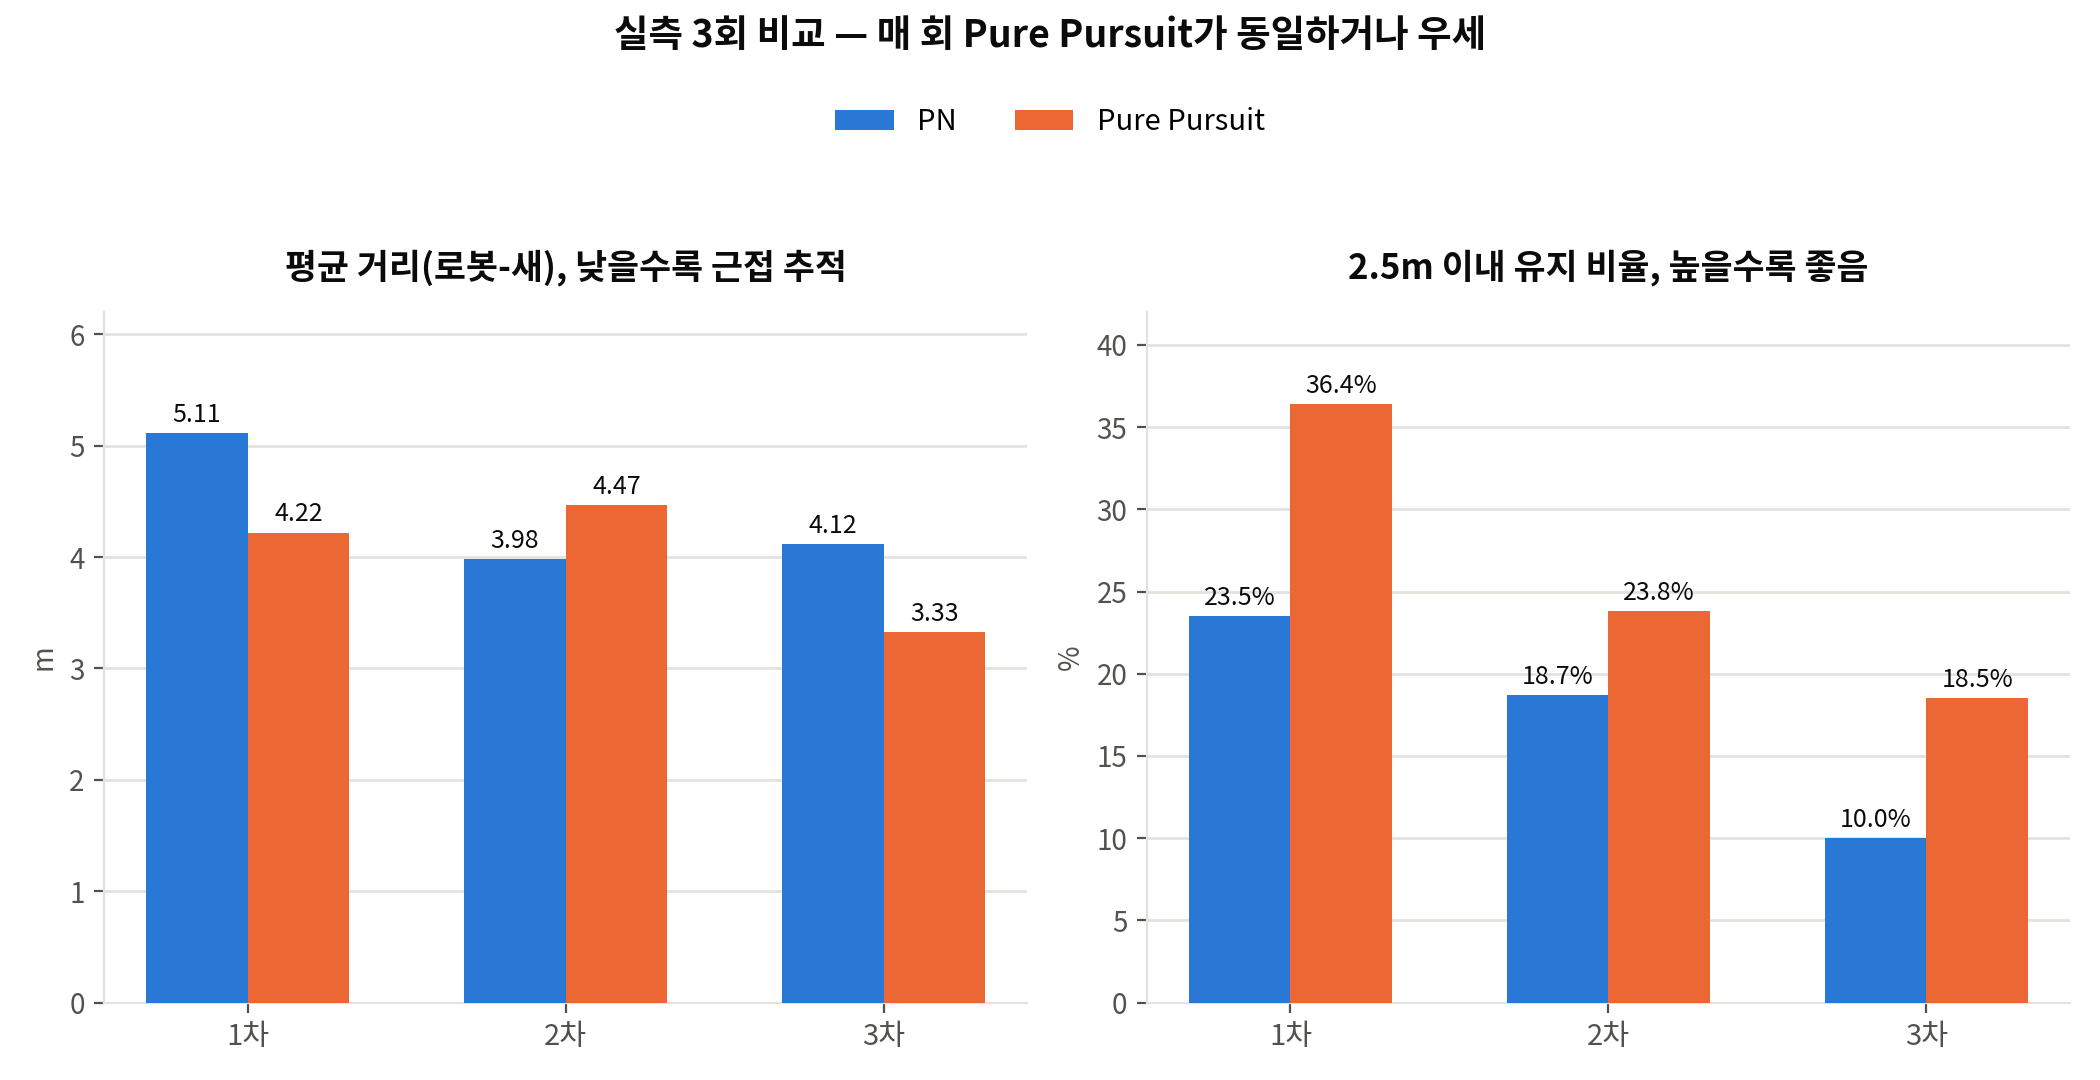 실측 3회 비교 — 매 회 Pure Pursuit가 동일하거나 우세
PN
Pure Pursuit
평균 거리(로봇-새), 낮을수록 근접 추적
6
5
4
3
2
1
0
m
5.11
4.22
3.98
4.47
4.12
3.33
1차
2차
3차
2.5m 이내 유지 비율, 높을수록 좋음
40
35
30
25
20
15
10
5
0
%
23.5%
36.4%
18.7%
23.8%
10.0%
18.5%
1차
2차
3차